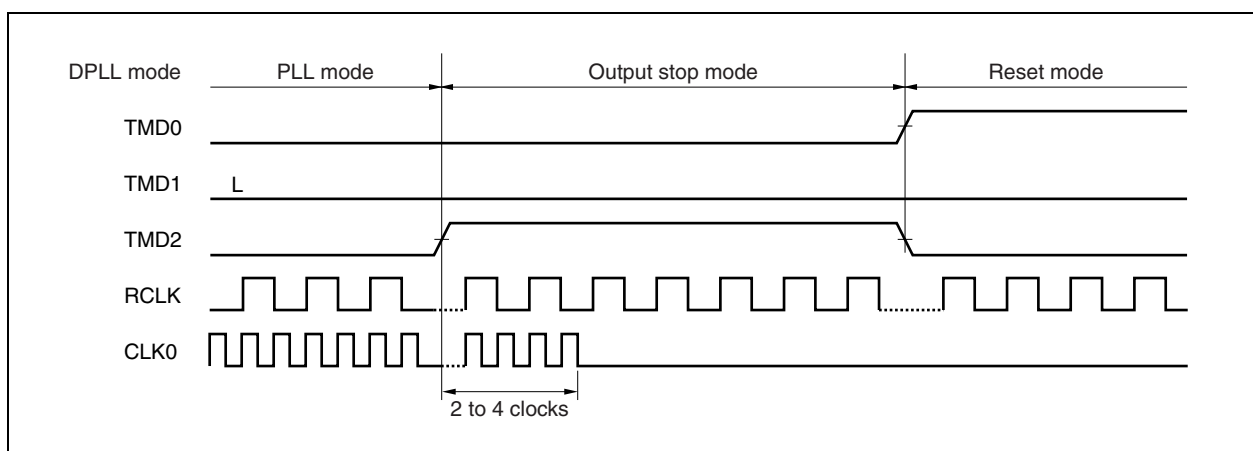 DPLL mode PLL mode Output stop mode Reset mode
TMD0
TMD1 L
TMD2
RCLK
CLK0
2 to 4 clocks